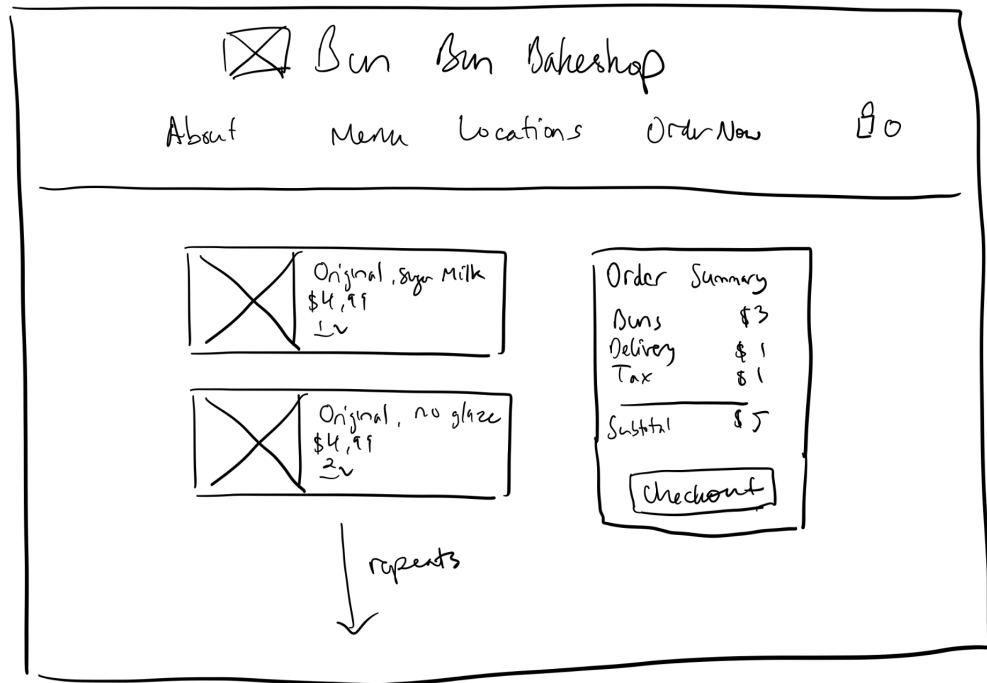 Bun Bun Bakeshop
About Menu Locations Order Now 0
Original, Sugar Milk
$4,99
1
Original, no glaze
$4,99
2
repeats
Order Summary
Buns $3
Delivery $1
Tax $1
Subtotal $5
Checkout